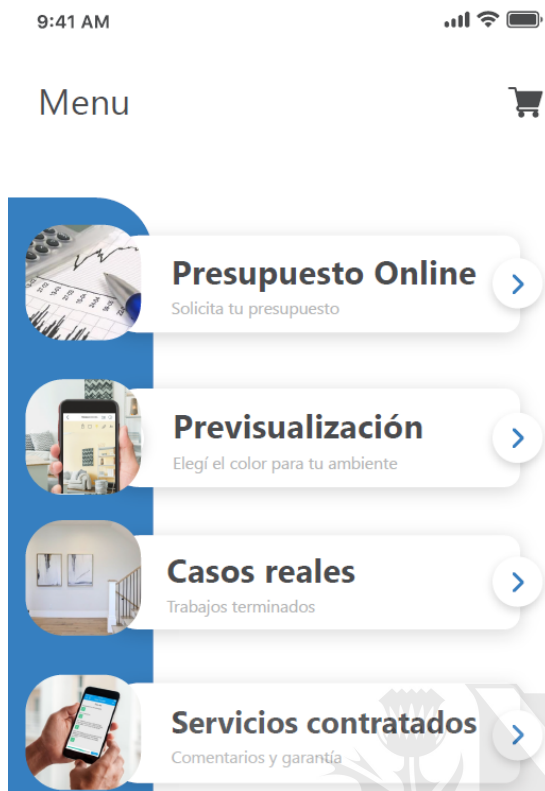 9:41 AM
Menu
Presupuesto Online
Solicita tu presupuesto
Previsualización
Elegí el color para tu ambiente
Casos reales
Trabajos terminados
Servicios contratados
Comentarios y garantía